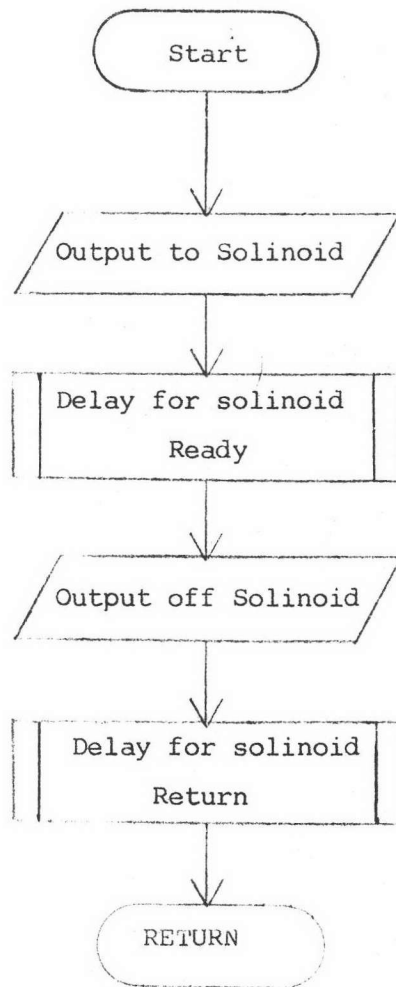 Start
Output to Solinoid
Delay for solinoid
Ready
Output off Solinoid
Delay for solinoid
Return
RETURN